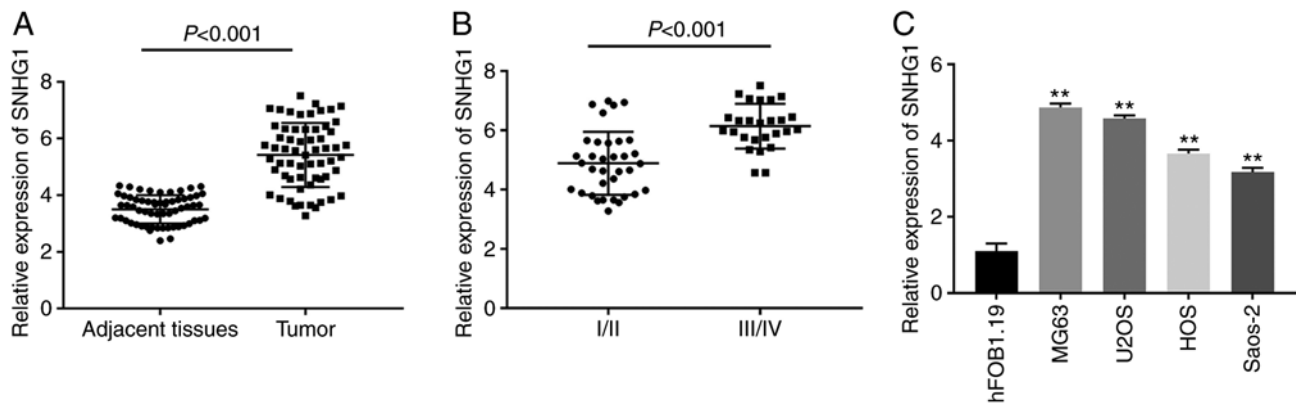 A
P<0.001
Relative expression of SNHG1
8
6
4
2
0
Adjacent tissues
Tumor
B
P<0.001
Relative expression of SNHG1
8
6
4
2
0
I/II
III/IV
C
Relative expression of SNHG1
6
4
2
0
**
**
**
**
hFOB1.19
MG63
U2OS
HOS
Saos-2